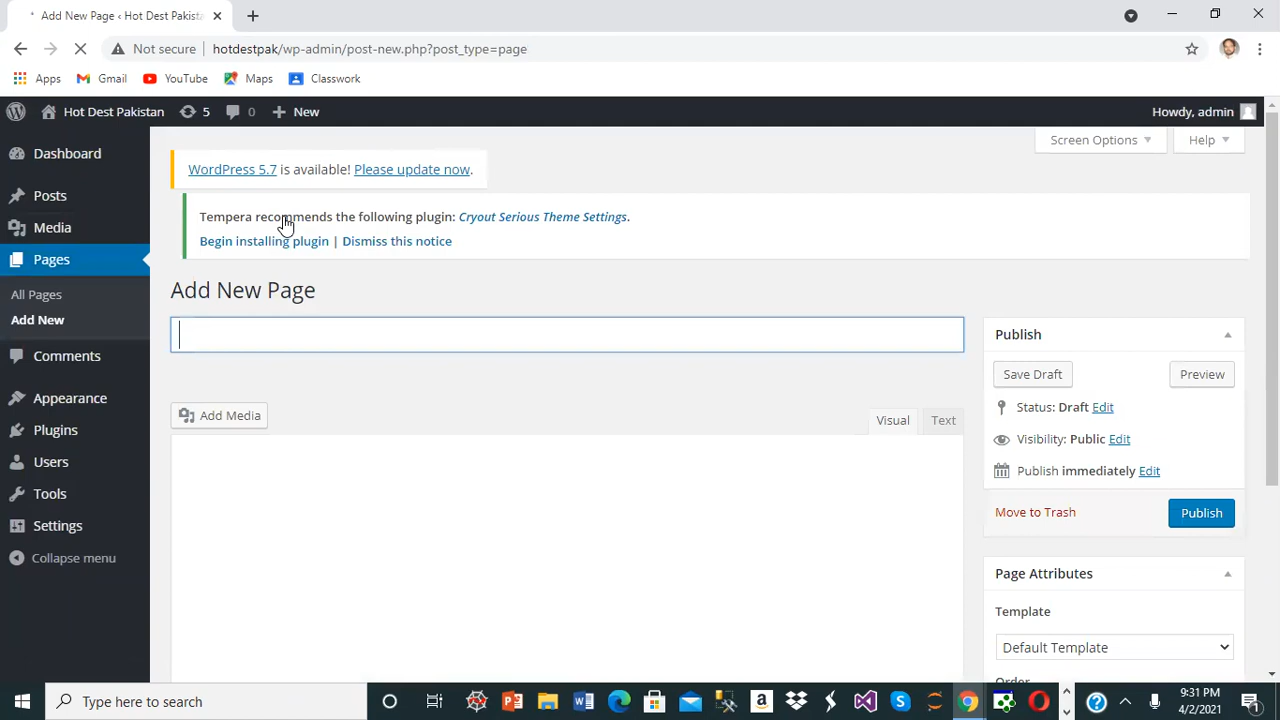 Add New Page ‹ Hot Dest Pakista
Not secure hotdestpak/wp-admin/post-new.php?post_type=page
Apps Gmail YouTube Maps Classwork
Hot Dest Pakistan 5 0 New Howdy, admin
Screen Options Help
Dashboard
Posts
Media
Pages
All Pages
Add New
Comments
Appearance
Plugins
Users
Tools
Settings
Collapse menu
WordPress 5.7 is available! Please update now.
Tempera recommends the following plugin: Cryout Serious Theme Settings.
Begin installing plugin | Dismiss this notice
Add New Page
Add Media
Visual Text
Publish
Save Draft Preview
Status: Draft Edit
Visibility: Public Edit
Publish immediately Edit
Move to Trash Publish
Page Attributes
Template
Default Template
Order
Type here to search
9:31 PM
4/2/2021
1